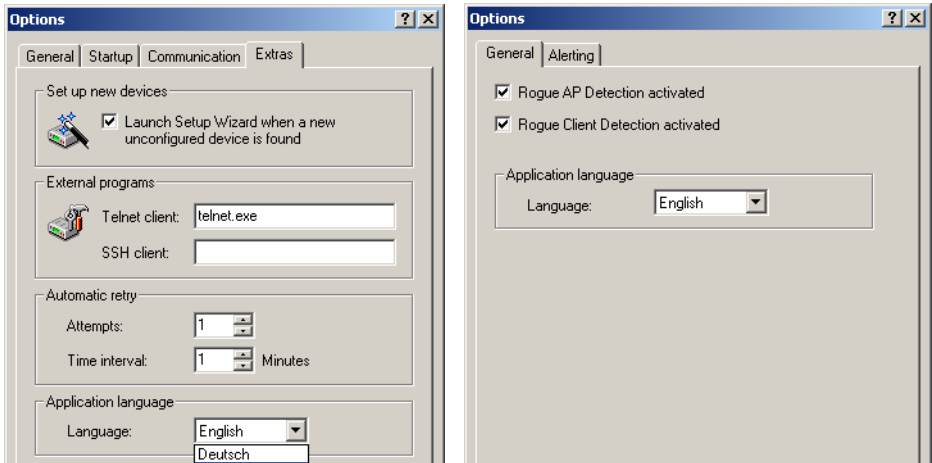 Options
General Startup Communication Extras
Set up new devices
Launch Setup Wizard when a new
unconfigured device is found
External programs
Telnet client: telnet.exe
SSH client:
Automatic retry
Attempts: 1
Time interval: 1 Minutes
Application language
Language: English
Deutsch
Options
General Alerting
Rogue AP Detection activated
Rogue Client Detection activated
Application language
Language: English